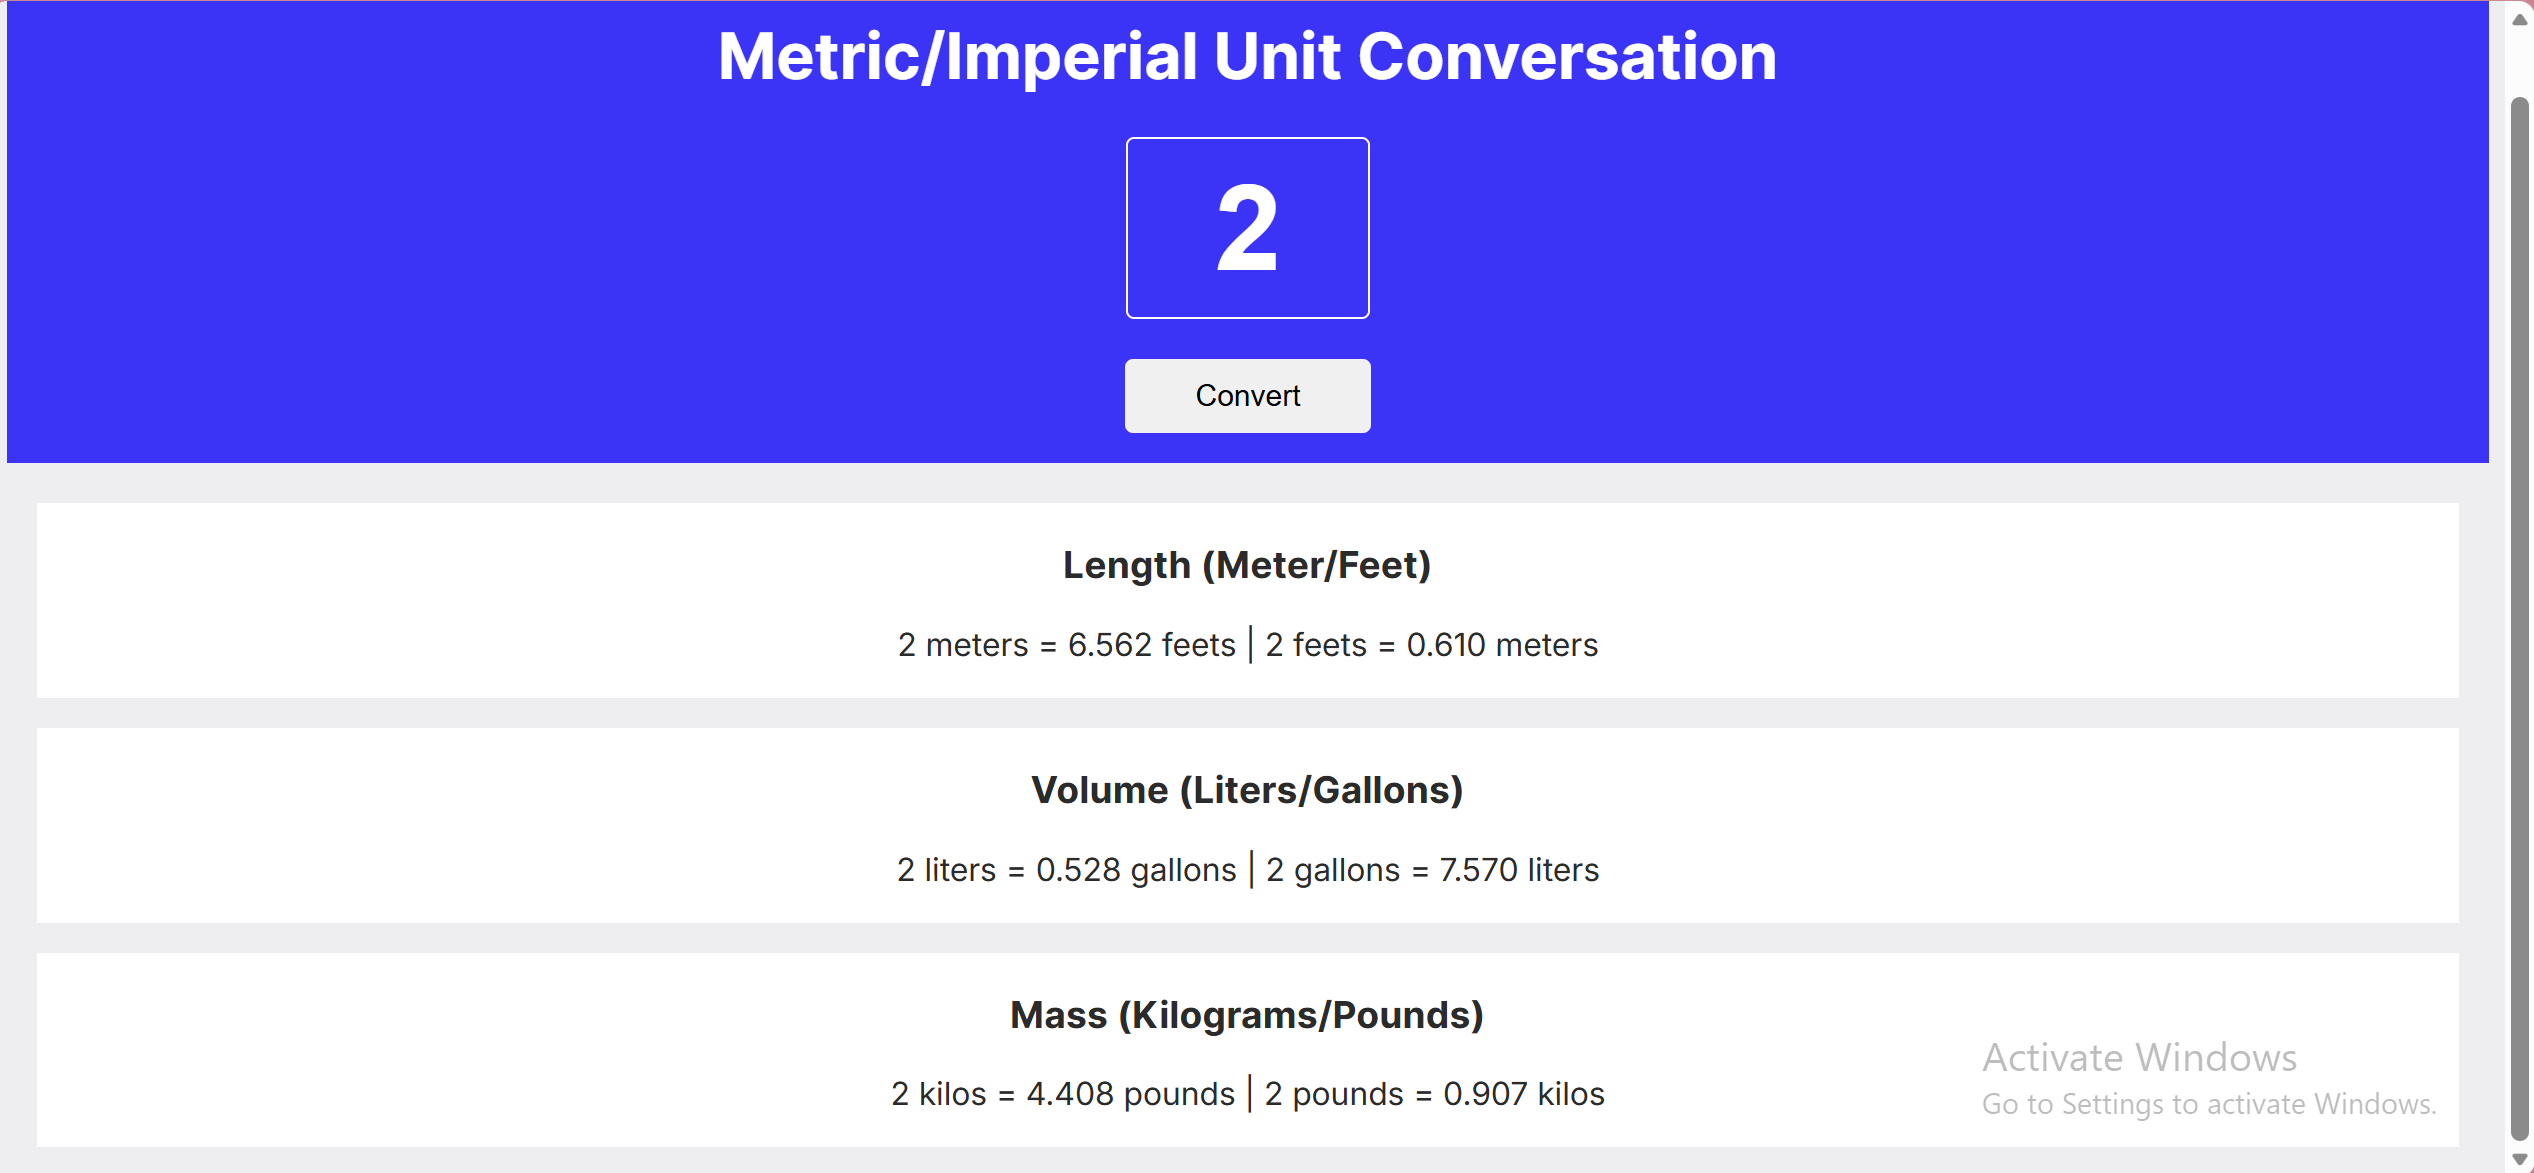 Metric/Imperial Unit Conversation
2
Convert
Length (Meter/Feet)
2 meters = 6.562 feets | 2 feets = 0.610 meters
Volume (Liters/Gallons)
2 liters = 0.528 gallons | 2 gallons = 7.570 liters
Mass (Kilograms/Pounds)
2 kilos = 4.408 pounds | 2 pounds = 0.907 kilos
Activate Windows
Go to Settings to activate Windows.